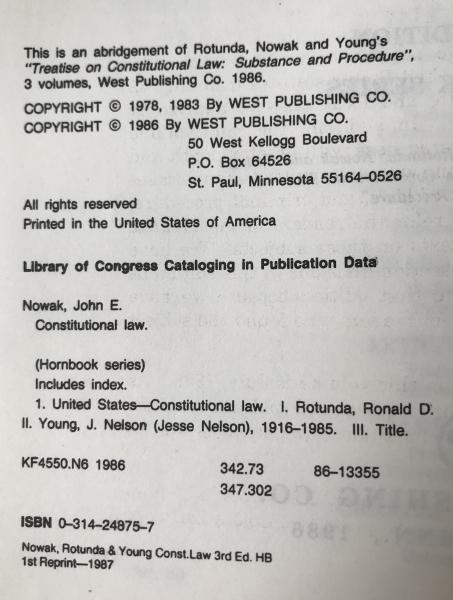 This is an abridgement of Rotunda, Nowak and Young's
"Treatise on Constitutional Law: Substance and Procedure",
3 volumes, West Publishing Co. 1986.
COPYRIGHT © 1978, 1983 By WEST PUBLISHING CO.
COPYRIGHT © 1986 By WEST PUBLISHING CO.
50 West Kellogg Boulevard
P.O. Box 64526
St. Paul, Minnesota 55164–0526
All rights reserved
Printed in the United States of America
Library of Congress Cataloging in Publication Data
Nowak, John E.
Constitutional law.
(Hornbook series)
Includes index.
1. United States—Constitutional law. I. Rotunda, Ronald D.
II. Young, J. Nelson (Jesse Nelson), 1916–1985. III. Title.
KF4550.N6 1986 342.73 86–13355
347.302
ISBN 0–314–24875–7
Nowak, Rotunda & Young Const.Law 3rd Ed. HB
1st Reprint—1987